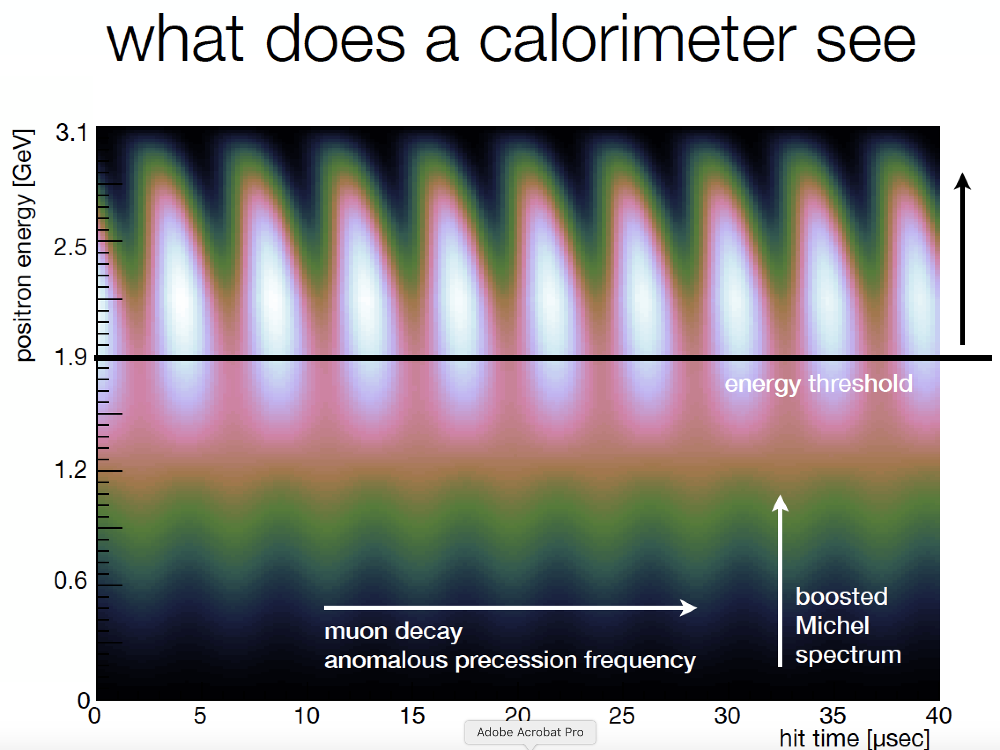 what does a calorimeter see
positron energy [GeV]
3.1
2.5
1.9
1.2
0.6
0
energy threshold
boosted
Michel
spectrum
muon decay
anomalous precession frequency
0 5 10 15 20 25 30 35 40
hit time [μsec]
Adobe Acrobat Pro